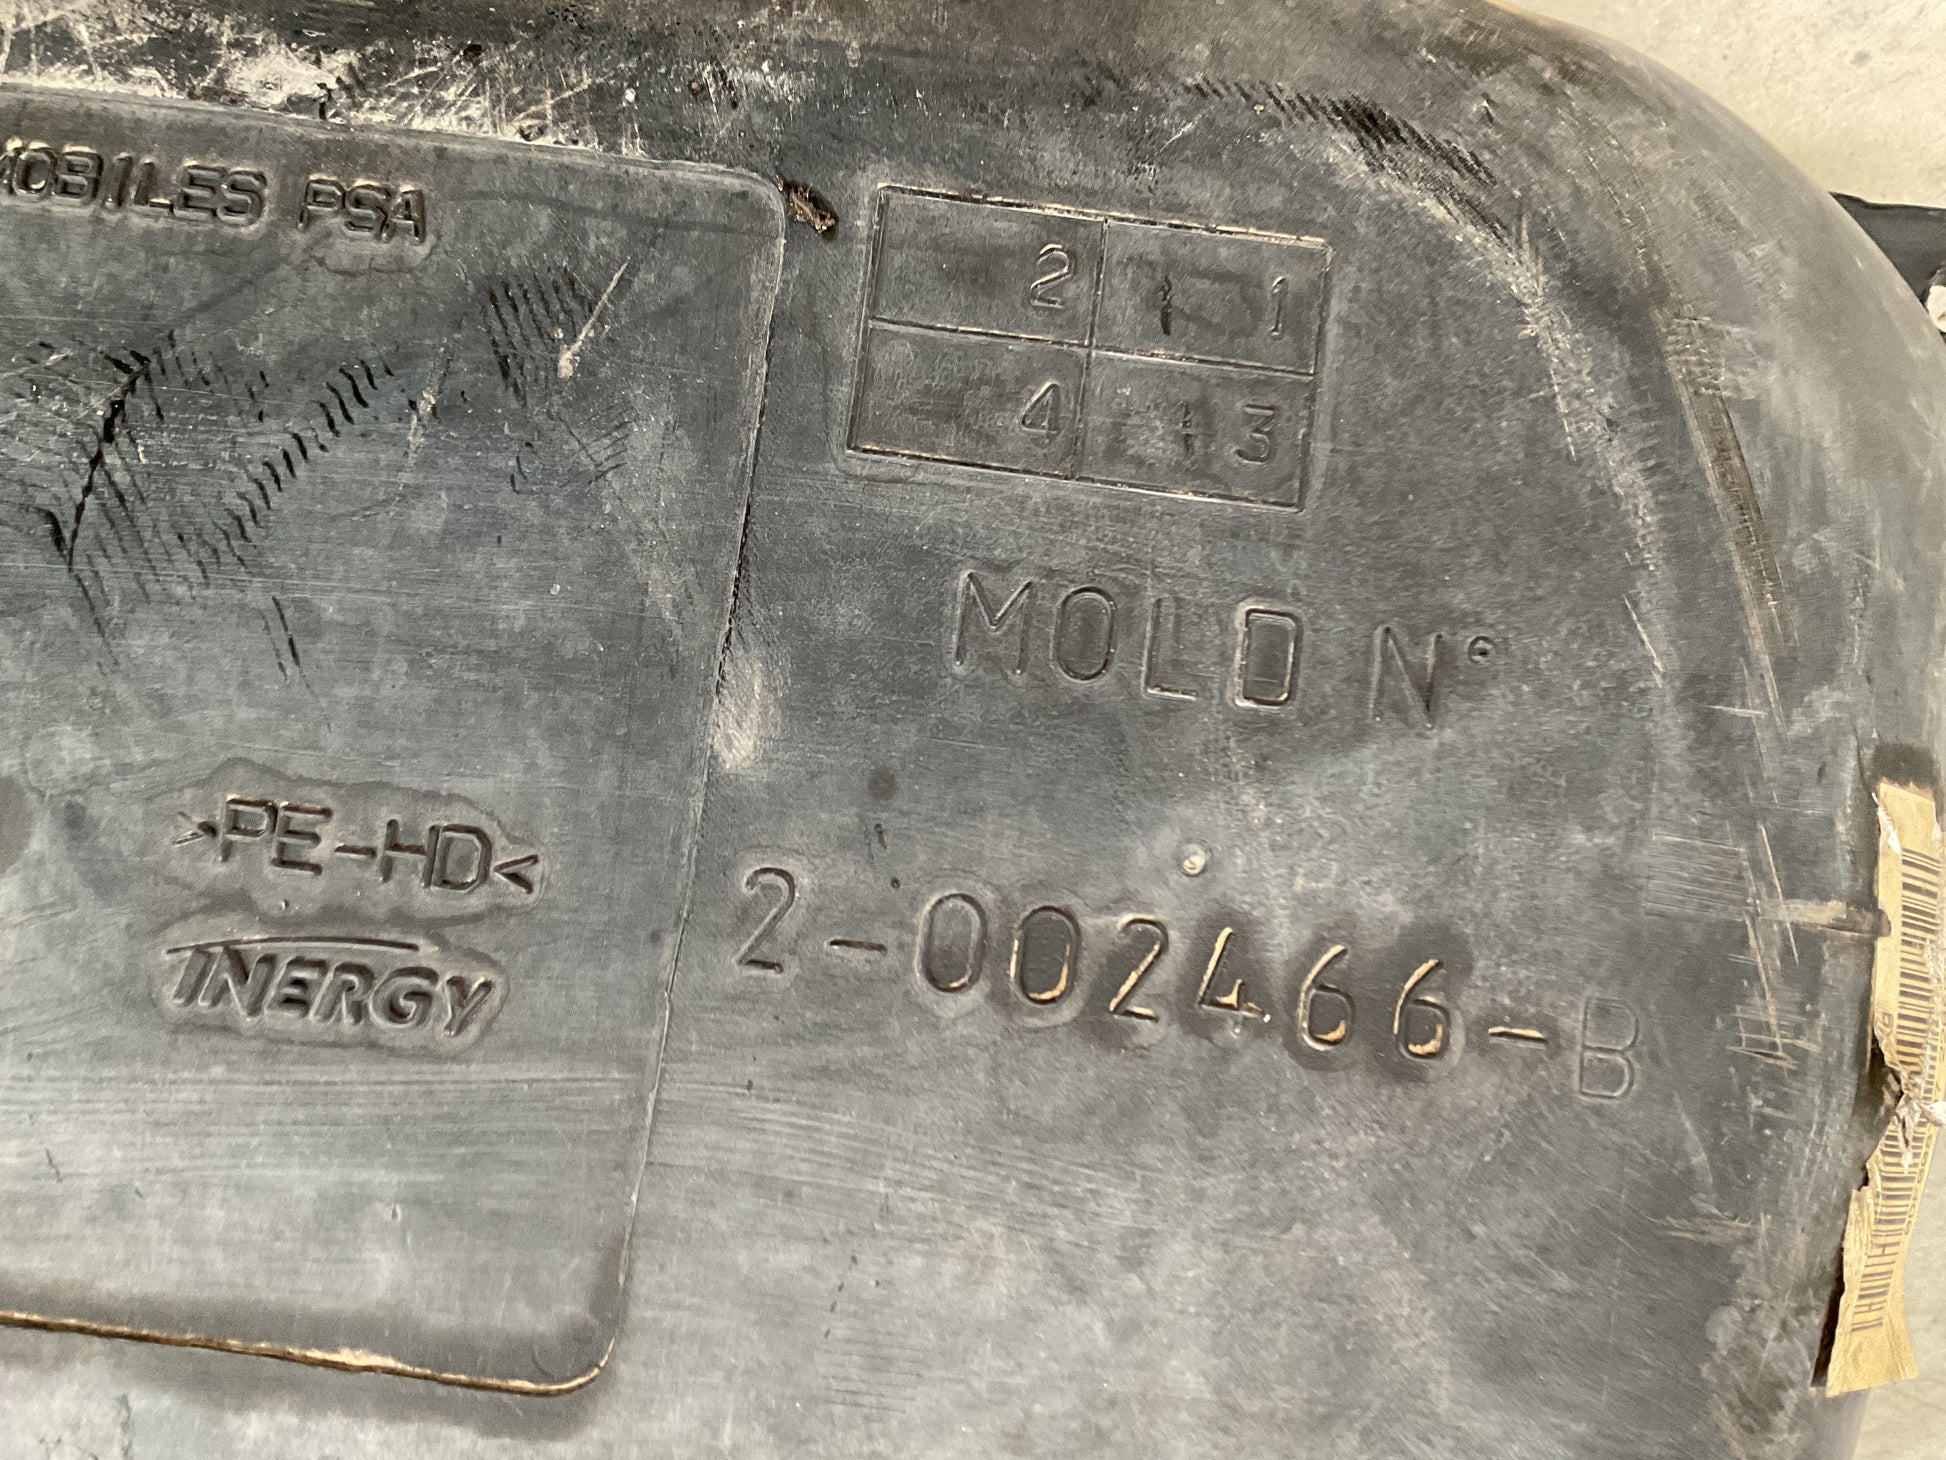 MOBILES PSA
2 1
4 3
MOLD N°
>PE-HD<
INERGY
2-002466-B